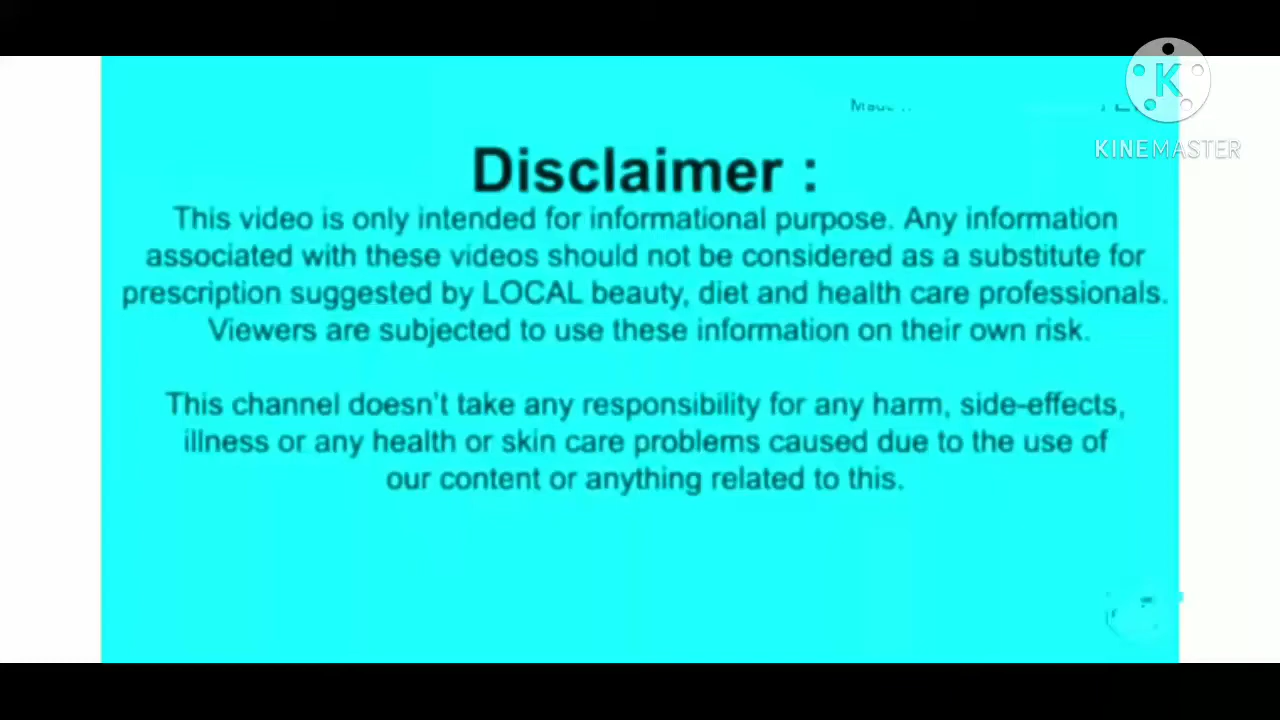 KINEMASTER
Disclaimer :
This video is only intended for informational purpose. Any information
associated with these videos should not be considered as a substitute for
prescription suggested by LOCAL beauty, diet and health care professionals.
Viewers are subjected to use these information on their own risk.
This channel doesn't take any responsibility for any harm, side-effects,
illness or any health or skin care problems caused due to the use of
our content or anything related to this.